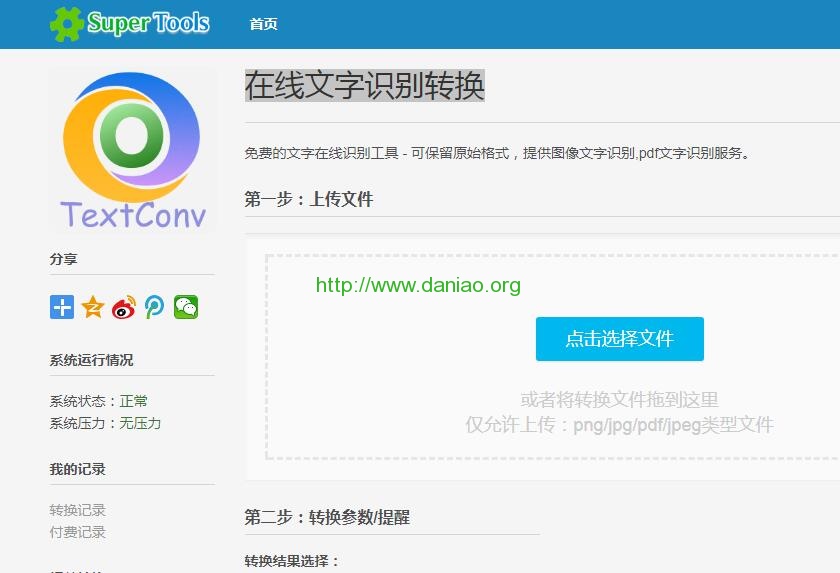 Super Tools
首页
TextConv
在线文字识别转换
免费的文字在线识别工具 - 可保留原始格式，提供图像文字识别,pdf文字识别服务。
第一步：上传文件
http://www.daniao.org
点击选择文件
或者将转换文件拖到这里
仅允许上传：png/jpg/pdf/jpeg类型文件
分享
系统运行情况
系统状态：正常
系统压力：无压力
我的记录
转换记录
付费记录
第二步：转换参数/提醒
转换结果选择：